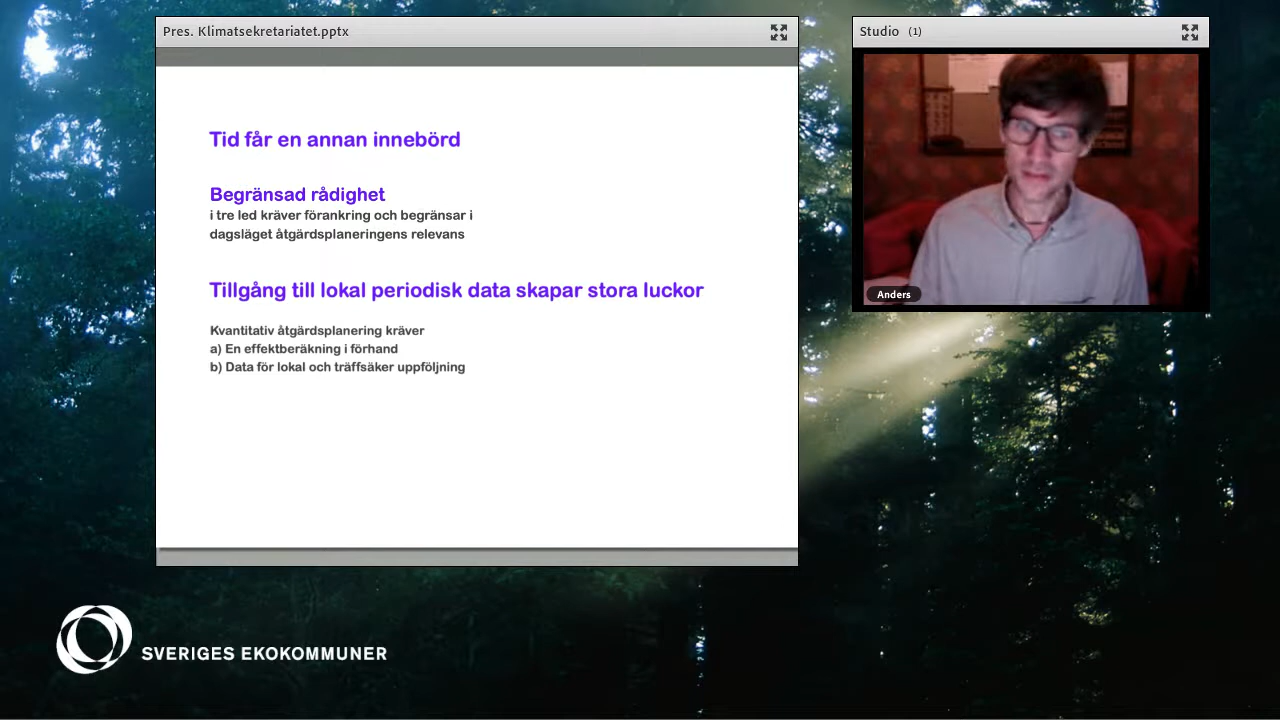 Pres. Klimatsekretariatet.pptx
Studio (1)
Tid får en annan innebörd
Begränsad rådighet
i tre led kräver förankring och begränsar i
dagsläget åtgärdsplaneringens relevans
Tillgång till lokal periodisk data skapar stora luckor
Kvantitativ åtgärdsplanering kräver
a) En effektberäkning i förhand
b) Data för lokal och träffsäker uppföljning
Anders
SVERIGES EKOKOMMUNER